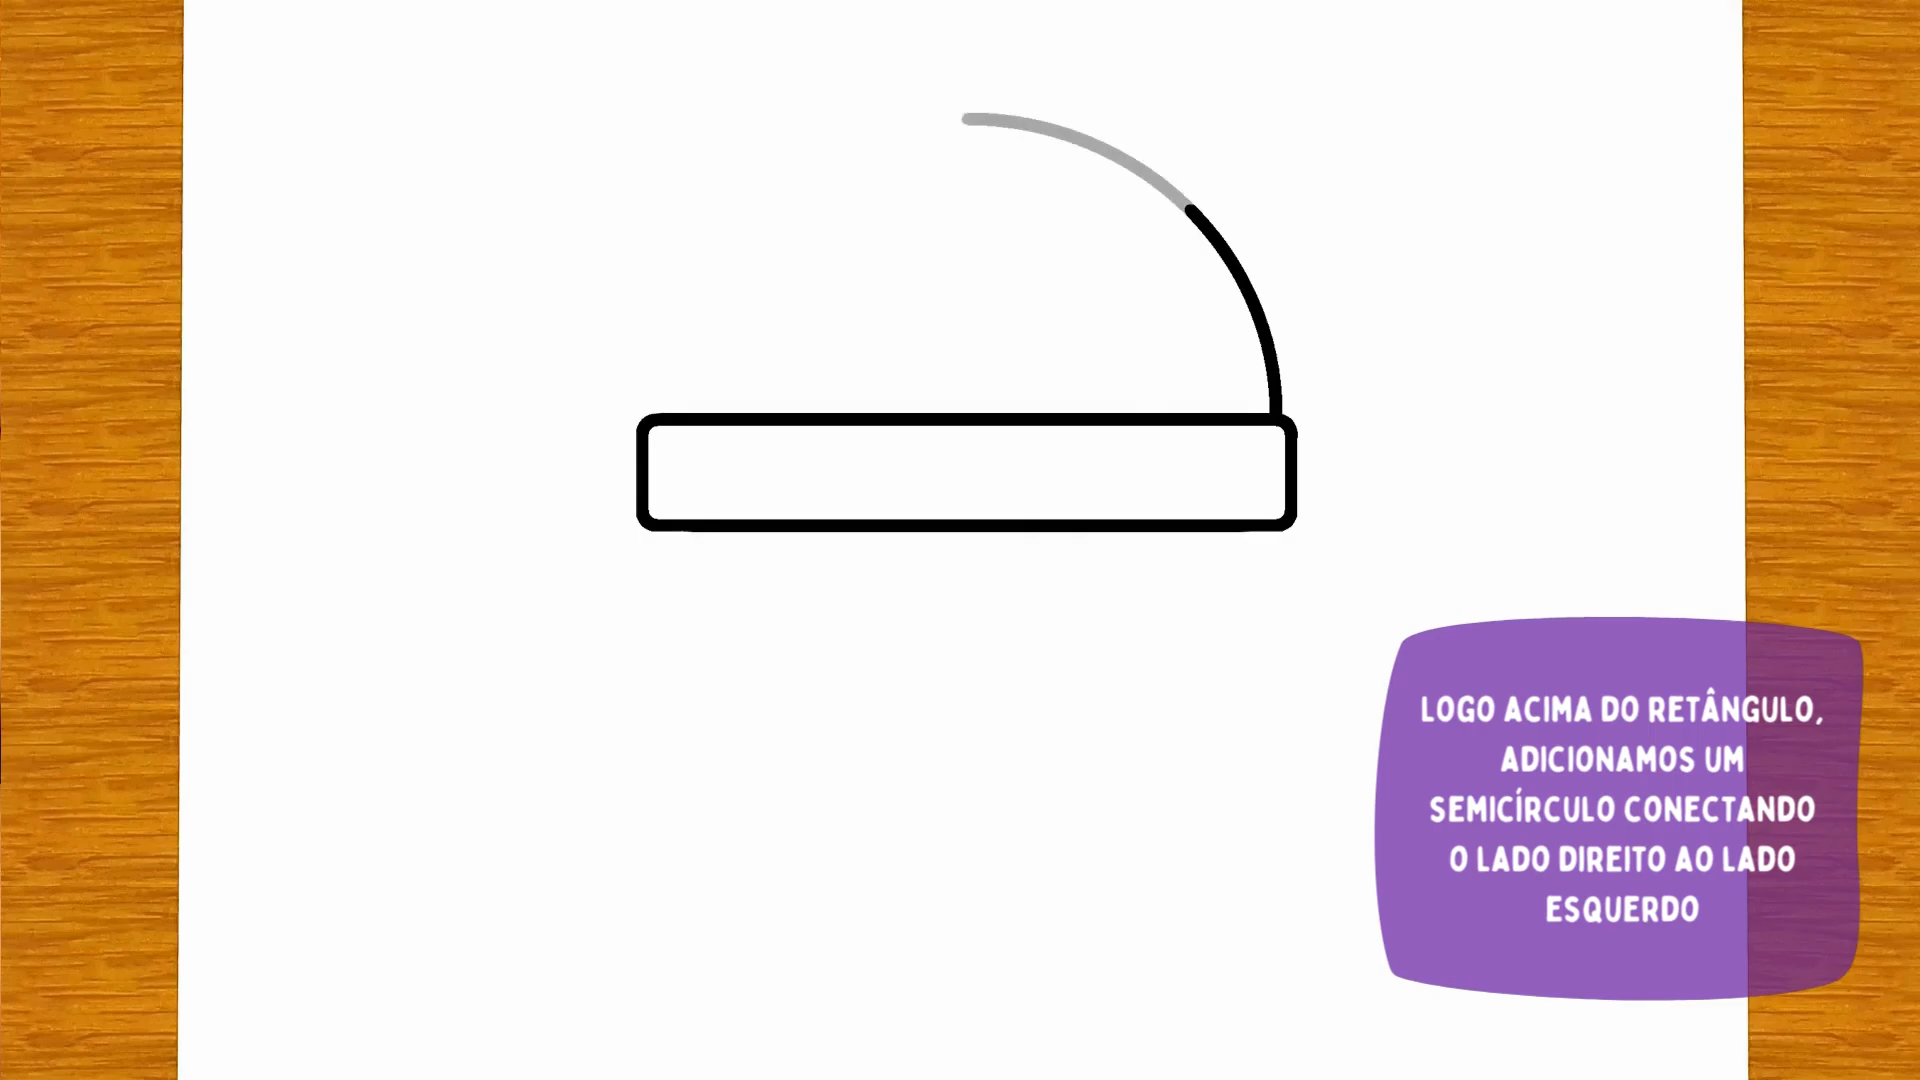 LOGO ACIMA DO RETÂNGULO,
ADICIONAMOS UM
SEMICÍRCULO CONECTANDO
O LADO DIREITO AO LADO
ESQUERDO